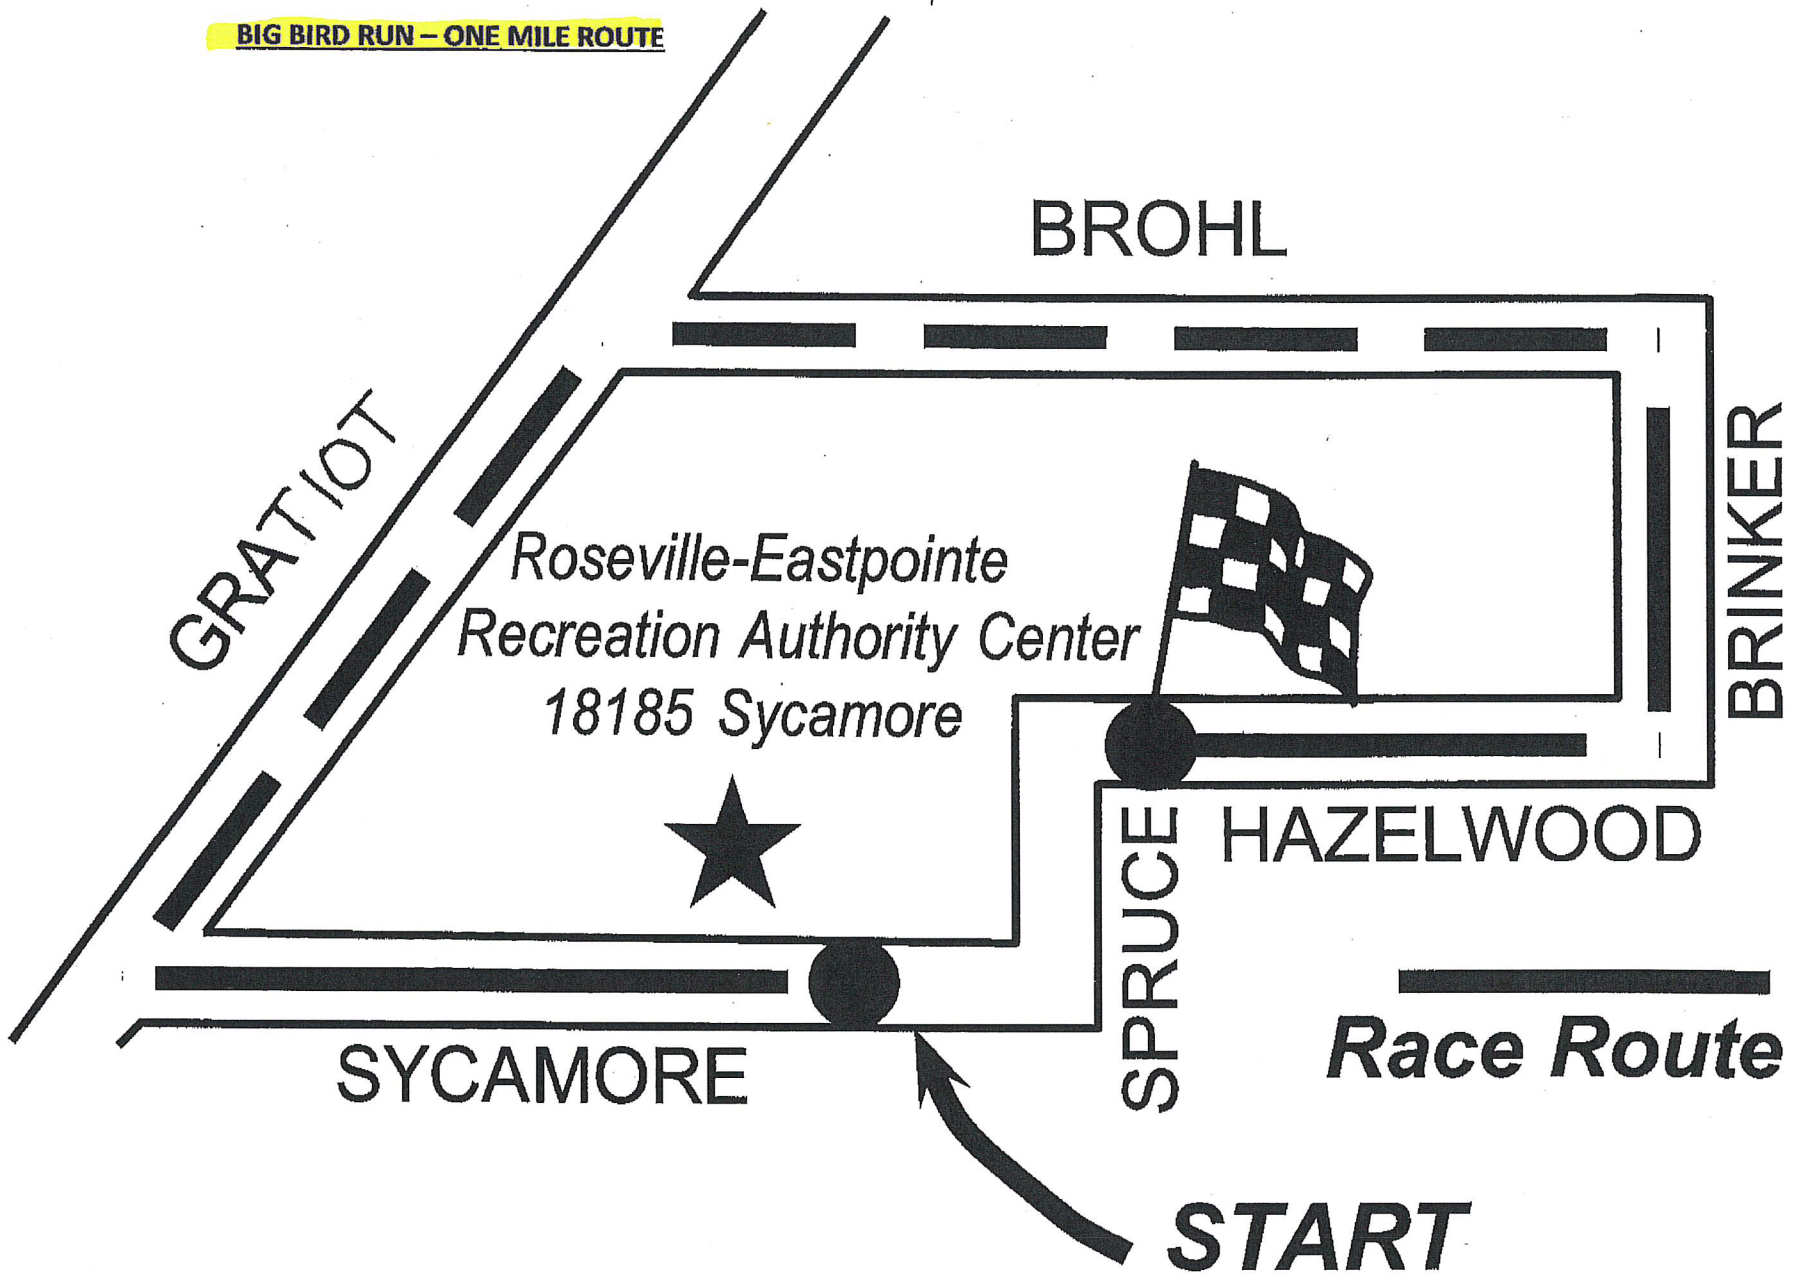 BIG BIRD RUN – ONE MILE ROUTE
BROHL
GRATIOT
BRINKER
Roseville-Eastpointe
Recreation Authority Center
18185 Sycamore
HAZELWOOD
SPRUCE
SYCAMORE
Race Route
START